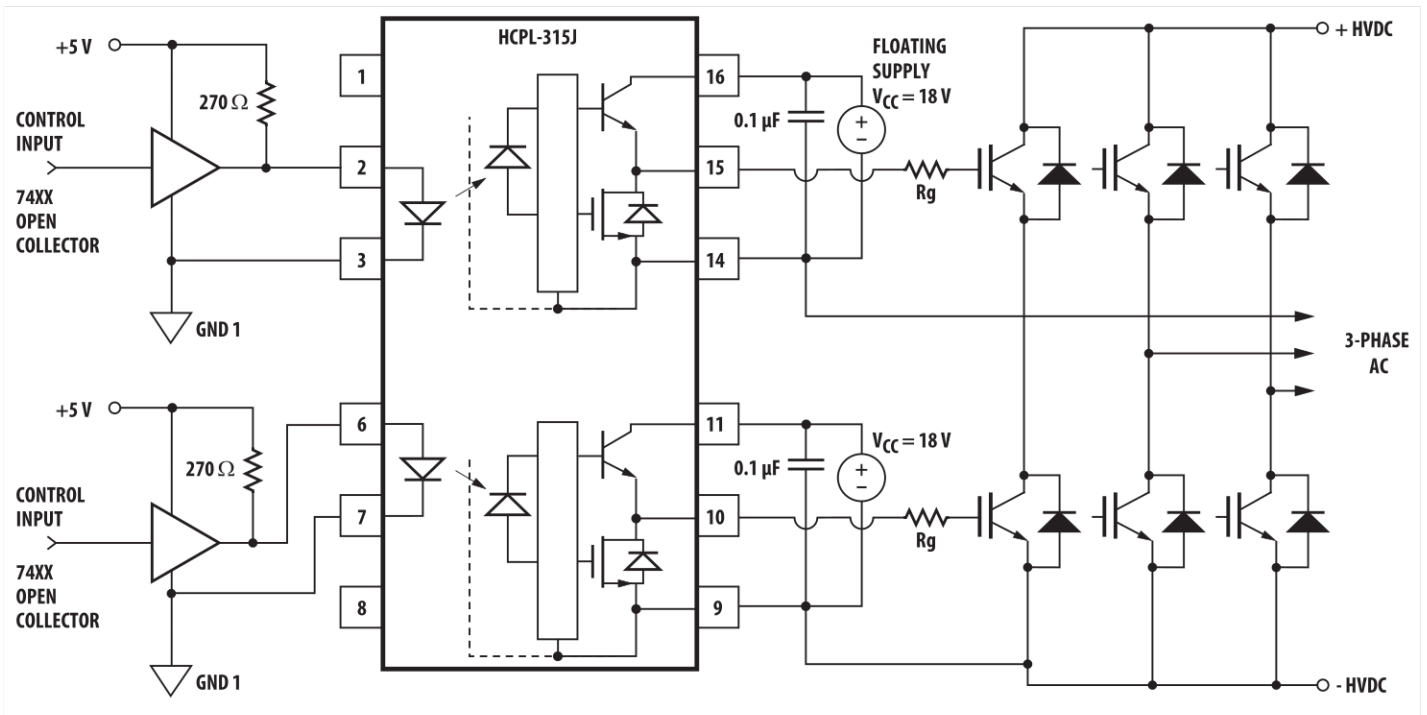 HCPL-315J
+5 V
270 Ω
CONTROL
INPUT
74XX
OPEN
COLLECTOR
GND 1
1
2
3
16
15
14
FLOATING
SUPPLY
VCC = 18 V
0.1 µF
+
−
Rg
+ HVDC
3-PHASE
AC
+5 V
270 Ω
CONTROL
INPUT
74XX
OPEN
COLLECTOR
GND 1
6
7
8
11
10
9
VCC = 18 V
0.1 µF
+
−
Rg
- HVDC